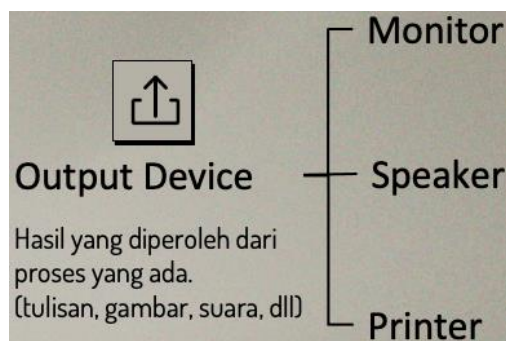 Monitor
Output Device
Speaker
Hasil yang diperoleh dari
proses yang ada.
(tulisan, gambar, suara, dll)
Printer